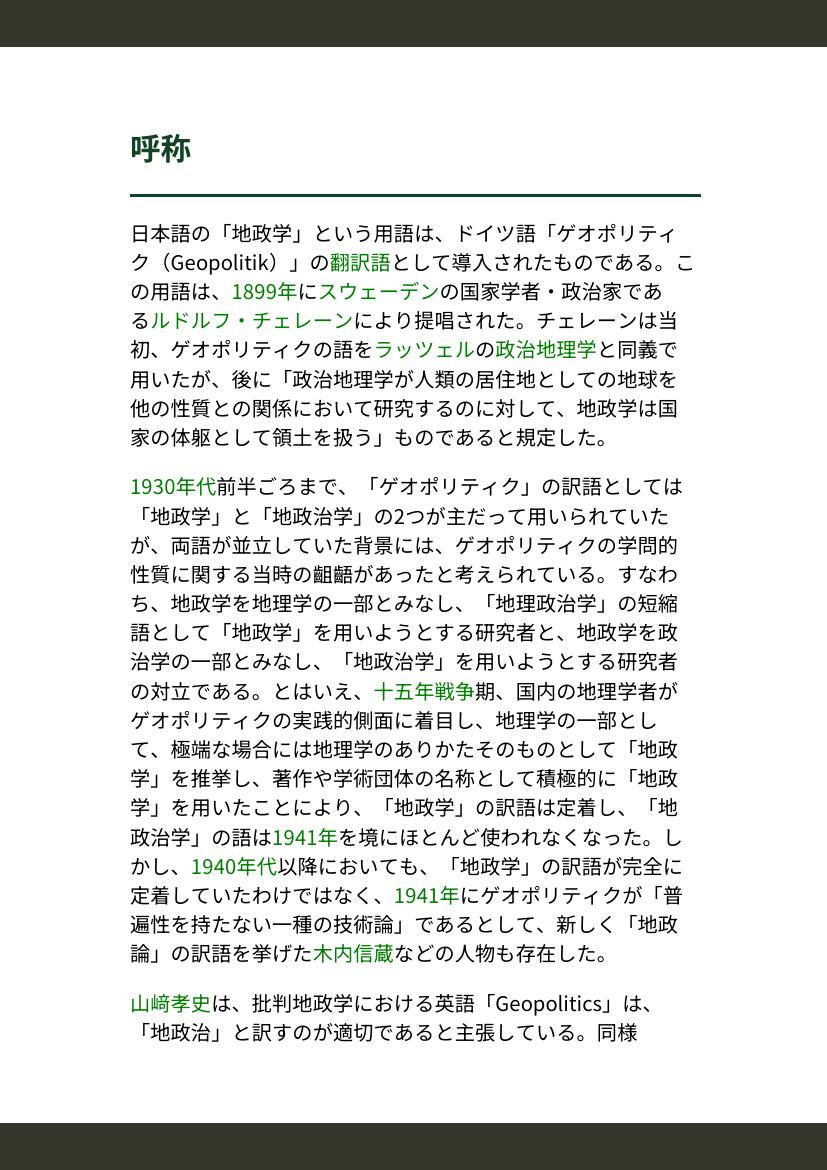 呼称
日本語の「地政学」という用語は、ドイツ語「ゲオポリティ
ク（Geopolitik）」の翻訳語として導入されたものである。こ
の用語は、1899年にスウェーデンの国家学者・政治家であ
るルドルフ・チェレーンにより提唱された。チェレーンは当
初、ゲオポリティクの語をラッツェルの政治地理学と同義で
用いたが、後に「政治地理学が人類の居住地としての地球を
他の性質との関係において研究するのに対して、地政学は国
家の体躯として領土を扱う」ものであると規定した。
1930年代前半ごろまで、「ゲオポリティク」の訳語としては
「地政学」と「地政治学」の2つが主だって用いられていた
が、両語が並立していた背景には、ゲオポリティクの学問的
性質に関する当時の齟齬があったと考えられている。すなわ
ち、地政学を地理学の一部とみなし、「地理政治学」の短縮
語として「地政学」を用いようとする研究者と、地政学を政
治学の一部とみなし、「地政治学」を用いようとする研究者
の対立である。とはいえ、十五年戦争期、国内の地理学者が
ゲオポリティクの実践的側面に着目し、地理学の一部とし
て、極端な場合には地理学のありかたそのものとして「地政
学」を推挙し、著作や学術団体の名称として積極的に「地政
学」を用いたことにより、「地政学」の訳語は定着し、「地
政治学」の語は1941年を境にほとんど使われなくなった。し
かし、1940年代以降においても、「地政学」の訳語が完全に
定着していたわけではなく、1941年にゲオポリティクが「普
遍性を持たない一種の技術論」であるとして、新しく「地政
論」の訳語を挙げた木内信蔵などの人物も存在した。
山﨑孝史は、批判地政学における英語「Geopolitics」は、
「地政治」と訳すのが適切であると主張している。同様